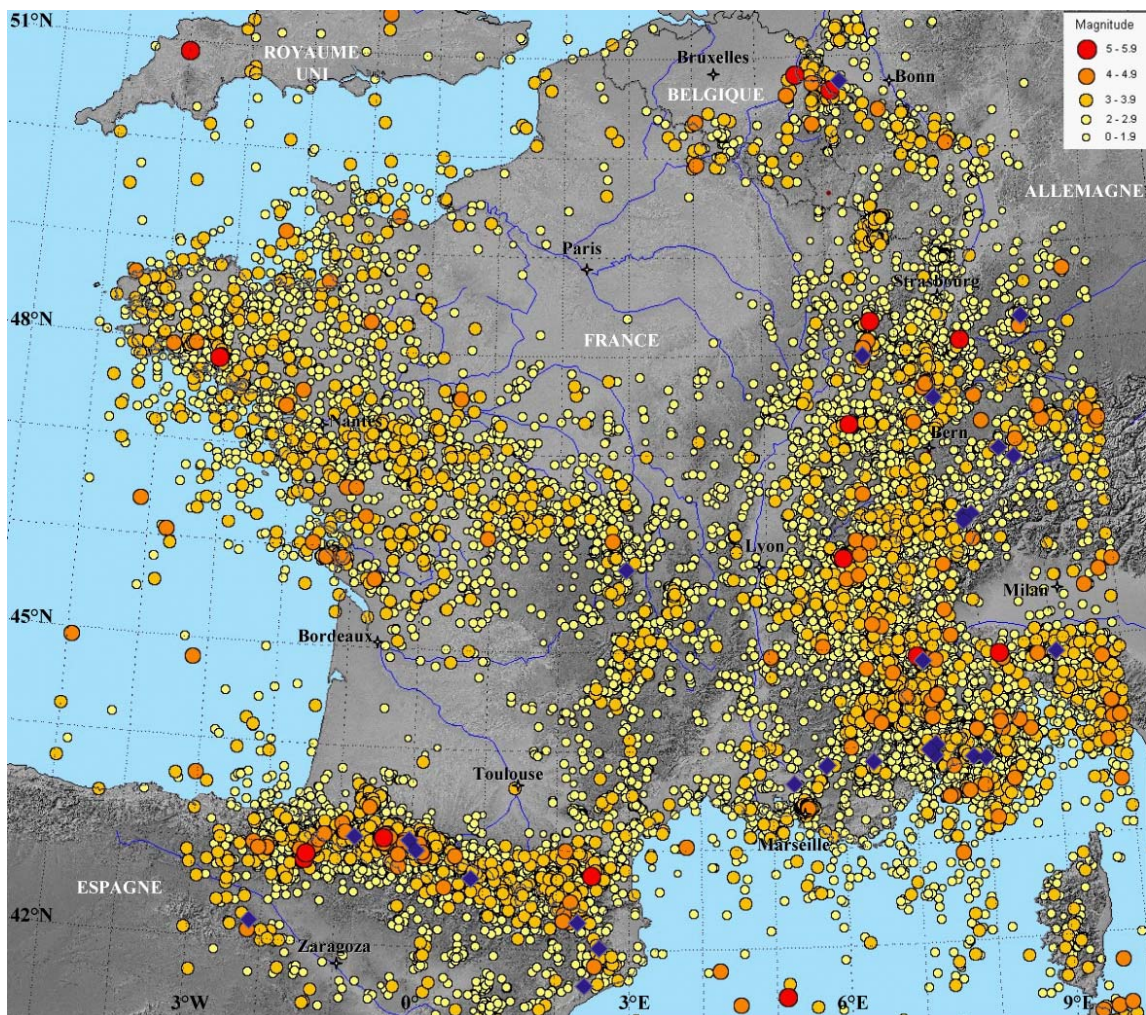 51°N
Magnitude
5 - 5.9
4 - 4.9
3 - 3.9
2 - 2.9
0 - 1.9
ROYAUME
UNI
Bruxelles
BELGIQUE
Bonn
ALLEMAGNE
Paris
Strasbourg
48°N
FRANCE
Nantes
Bern
Lyon
Milan
45°N
Bordeaux
Toulouse
Marseille
ESPAGNE
42°N
Zaragoza
3°W
0°
3°E
6°E
9°E